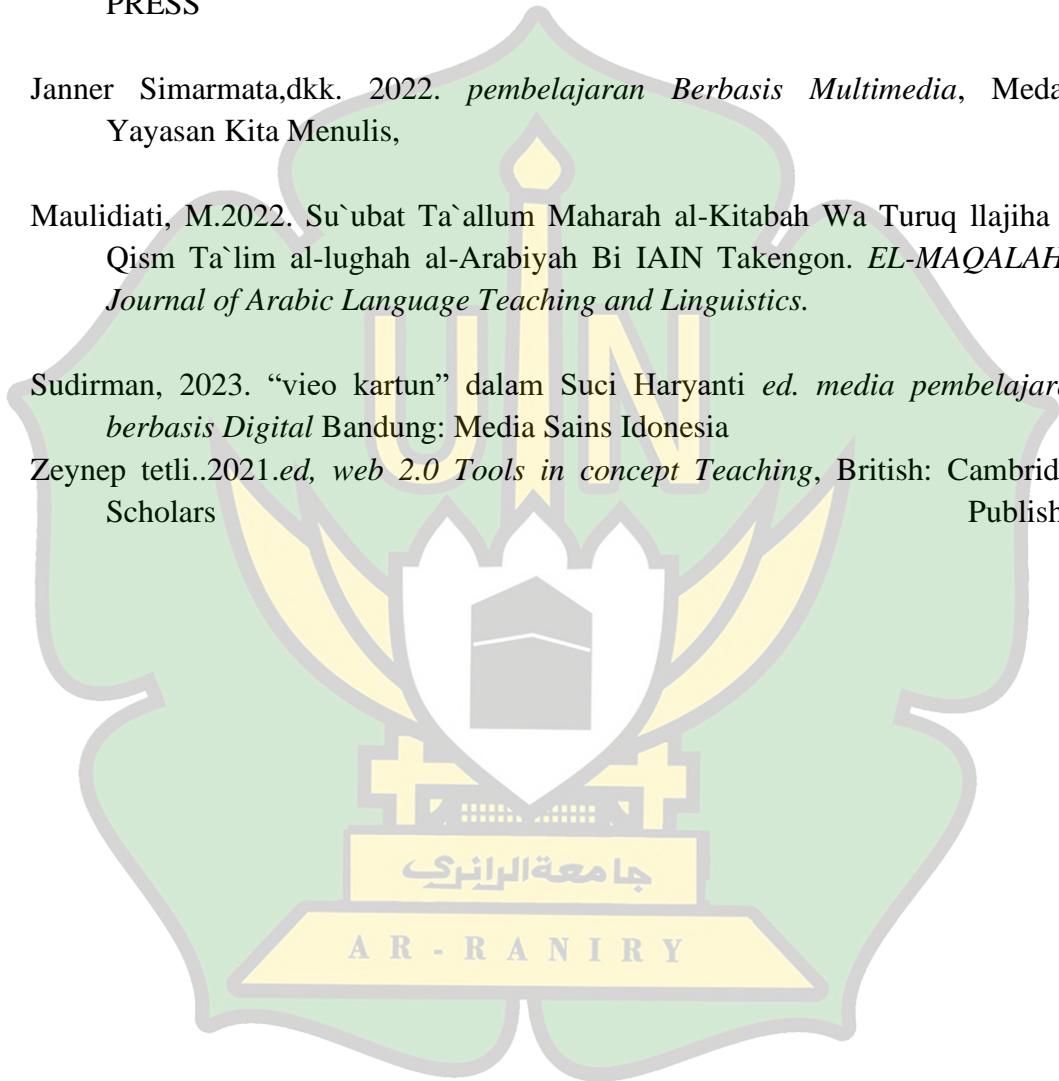 PRESS
Janner Simarmata,dkk. 2022. pembelajaran Berbasis Multimedia, Meda
Yayasan Kita Menulis,
Maulidiati, M.2022. Su`ubat Ta`allum Maharah al-Kitabah Wa Turuq llajiha
Qism Ta`lim al-lughah al-Arabiyah Bi IAIN Takengon. EL-MAQALAH
Journal of Arabic Language Teaching and Linguistics.
Sudirman, 2023. “vieo kartun” dalam Suci Haryanti ed. media pembelajara
berbasis Digital Bandung: Media Sains Idonesia
Zeynep tetli..2021.ed, web 2.0 Tools in concept Teaching, British: Cambrid
Scholars Publish
UIN
جامعةالرانري
AR-RANIRY